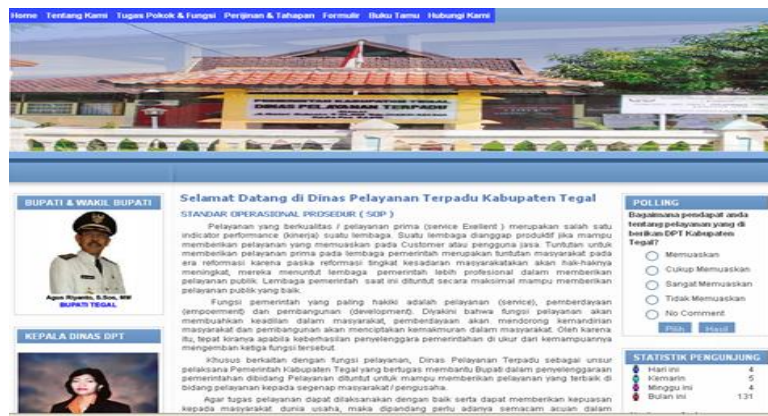 Home Tentang Kami Tugas Pokok & Fungsi Perijinan & Tahapan Formulir Buku Tamu Hubungi Kami
DINAS PELAYANAN TERPADU
BUPATI & WAKIL BUPATI
Agus Riyanto, S.Sos, MM
BUPATI TEGAL
KEPALA DINAS DPT
Selamat Datang di Dinas Pelayanan Terpadu Kabupaten Tegal
STANDAR OPERASIONAL PROSEDUR ( SOP )
Pelayanan yang berkualitas / pelayanan prima (service Exellent ) merupakan salah satu
indicator performance (kinerja) suatu lembaga. Suatu lembaga dianggap produktif jika mampu
memberikan pelayanan yang memuaskan pada Customer atau pengguna jasa. Tuntutan untuk
memberikan pelayanan prima pada lembaga pemerintah merupakan tuntutan masyarakat pada
era reformasi karena paska reformasi tingkat kesadaran masyarakatakan akan hak-haknya
meningkat, mereka menuntut lembaga pemerintah lebih profesional dalam memberikan
pelayanan publik. Lembaga pemerintah saat ini dituntut secara maksimal mampu memberikan
pelayanan publik yang baik.
Fungsi pemerintah yang paling hakiki adalah pelayanan (service), pemberdayaan
(emporment) dan pembangunan (development). Diyakini bahwa fungsi pelayanan akan
membuahkan keadilan dalam masyarakat, pemberdayaan akan mendorong kemandirian
masyarakat dan pembangunan akan menciptakan kemakmuran dalam masyarakat. Oleh karena
itu, tepat kiranya apabila keberhasilan penyelenggara pemerintahan di ukur dari kemampuannya
mengemban ketiga fungsi tersebut
Khusus berkaitan dengan fungsi pelayanan, Dinas Pelayanan Terpadu sebagai unsur
pelaksana Pemerintah Kabupaten Tegal yang bertugas membantu Bupati dalam penyelenggaraan
pemerintahan dibidang Pelayanan dituntut untuk mampu memberikan pelayanan yang terbaik di
bidang pelayanan kepada segenap masyarakat / pengusaha.
Agar tugas pelayanan dapat dilaksanakan dengan baik serta dapat memberikan kepuasan
kepada masyarakat dunia usaha, maka dipandang perlu adanya semacam acuan dalam
POLLING
Bagaimana pendapat anda
tentang pelayanan yang di
berikan DPT Kabupaten
Tegal?
Memuaskan
Cukup Memuaskan
Sangat Memuaskan
Tidak Memuaskan
No Comment
Pilih Hasil
STATISTIK PENGUNJUNG
Hari ini 4
Kemarin 5
Minggu ini 4
Bulan ini 131